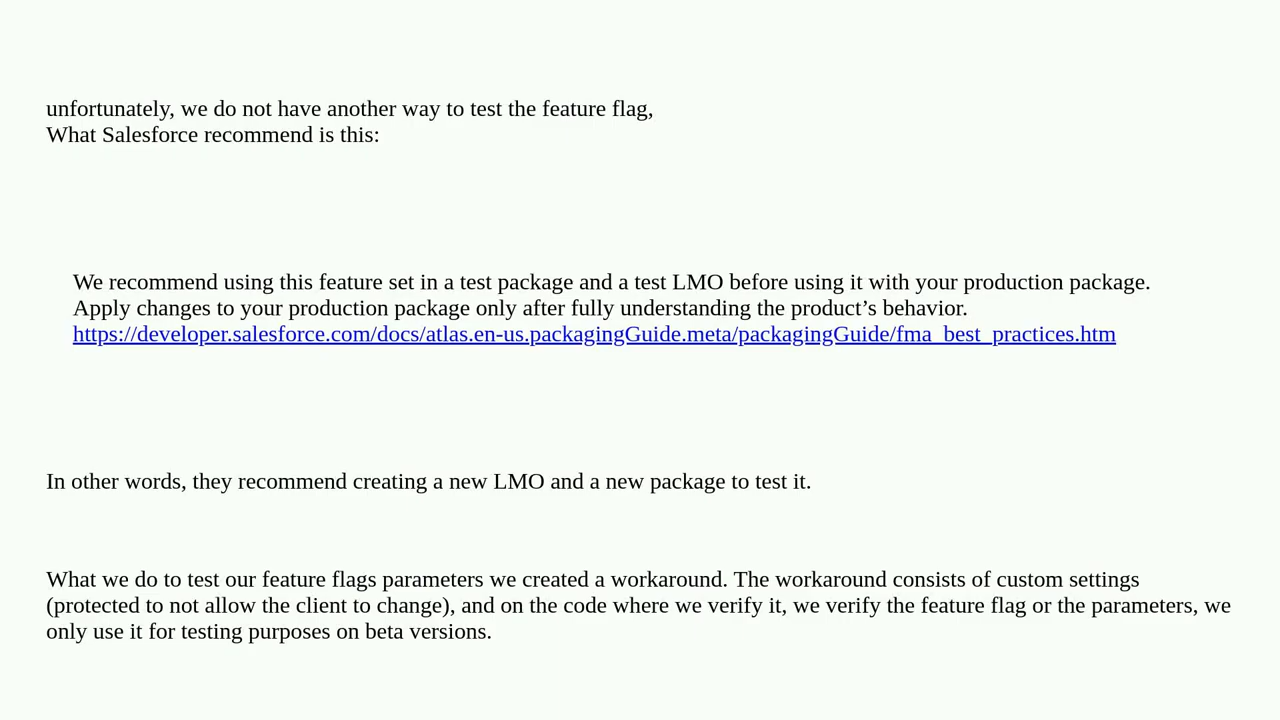 unfortunately, we do not have another way to test the feature flag,
What Salesforce recommend is this:
We recommend using this feature set in a test package and a test LMO before using it with your production package.
Apply changes to your production package only after fully understanding the product’s behavior.
https://developer.salesforce.com/docs/atlas.en-us.packagingGuide.meta/packagingGuide/fma_best_practices.htm
In other words, they recommend creating a new LMO and a new package to test it.
What we do to test our feature flags parameters we created a workaround. The workaround consists of custom settings
(protected to not allow the client to change), and on the code where we verify it, we verify the feature flag or the parameters, we
only use it for testing purposes on beta versions.